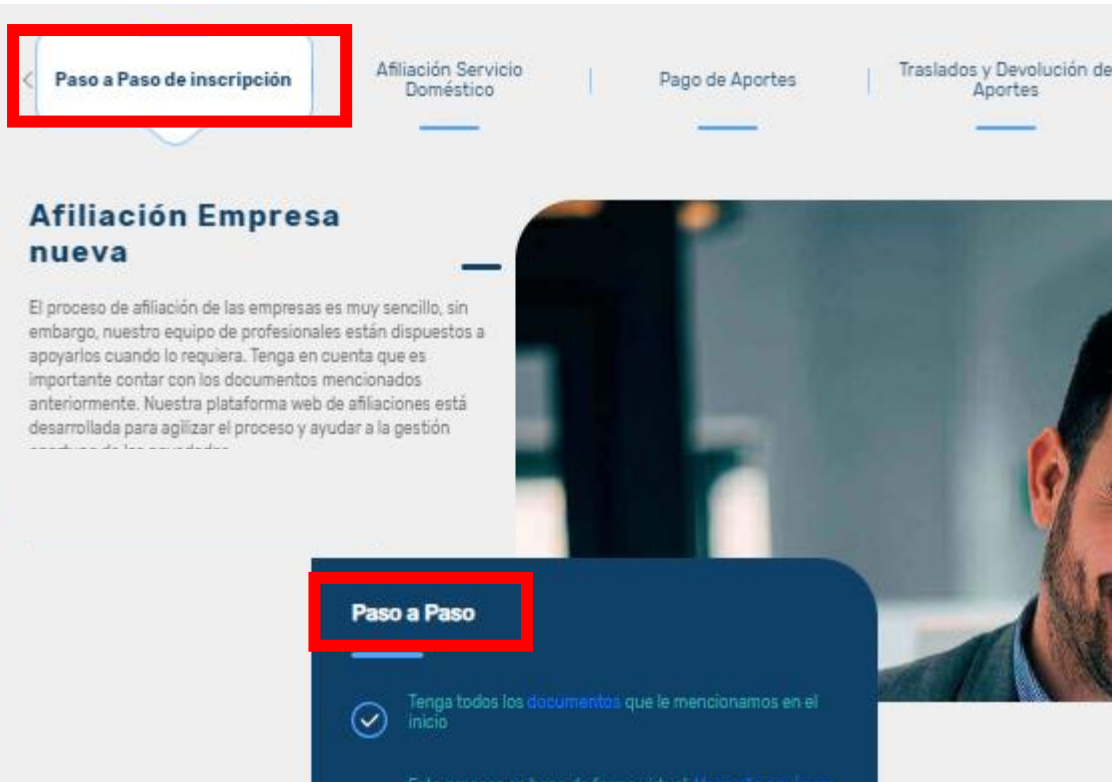 Paso a Paso de inscripción
Afiliación Servicio
Doméstico
Pago de Aportes
Traslados y Devolución de
Aportes
Afiliación Empresa
nueva
El proceso de afiliación de las empresas es muy sencillo, sin
embargo, nuestro equipo de profesionales están dispuestos a
apoyarlos cuando lo requiera. Tenga en cuenta que es
importante contar con los documentos mencionados
anteriormente. Nuestra plataforma web de afiliaciones está
desarrollada para agilizar el proceso y ayudar a la gestión
Paso a Paso
Tenga todos los documentos que le mencionamos en el
inicio